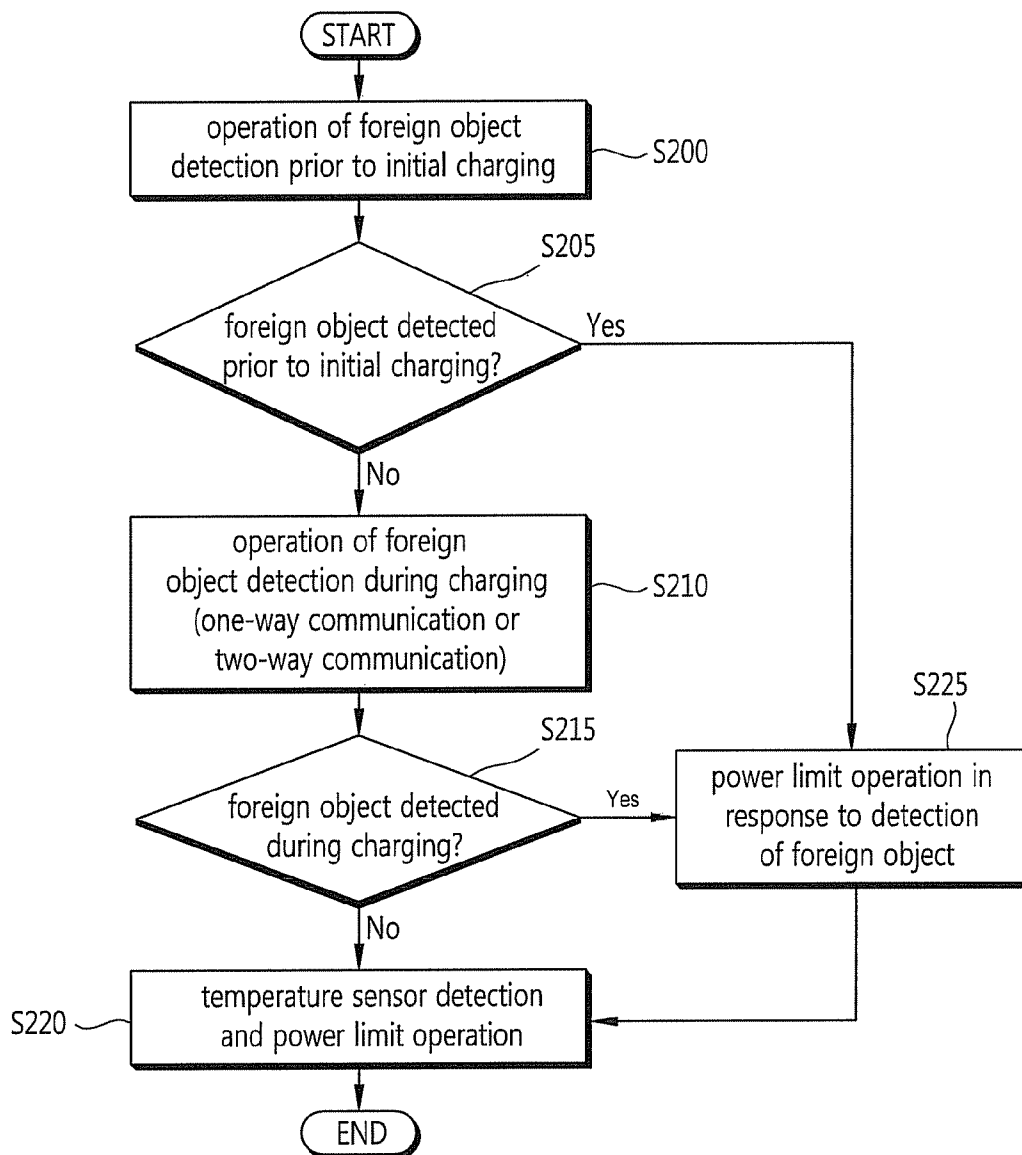 START
operation of foreign object
detection prior to initial charging
S200
S205
foreign object detected
prior to initial charging?
Yes
No
operation of foreign
object detection during charging
(one-way communication or
two-way communication)
S210
S215
foreign object detected
during charging?
Yes
S225
power limit operation in
response to detection
of foreign object
No
S220
temperature sensor detection
and power limit operation
END